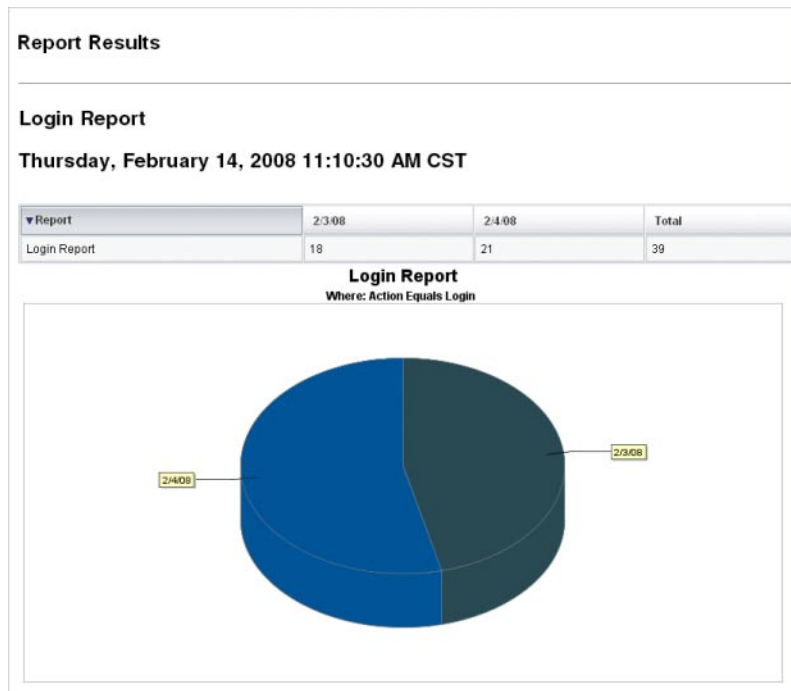 Report Results
Login Report
Thursday, February 14, 2008 11:10:30 AM CST
▼Report 2/3/08 2/4/08 Total
Login Report 18 21 39
Login Report
Where: Action Equals Login
2/3/08
2/4/08